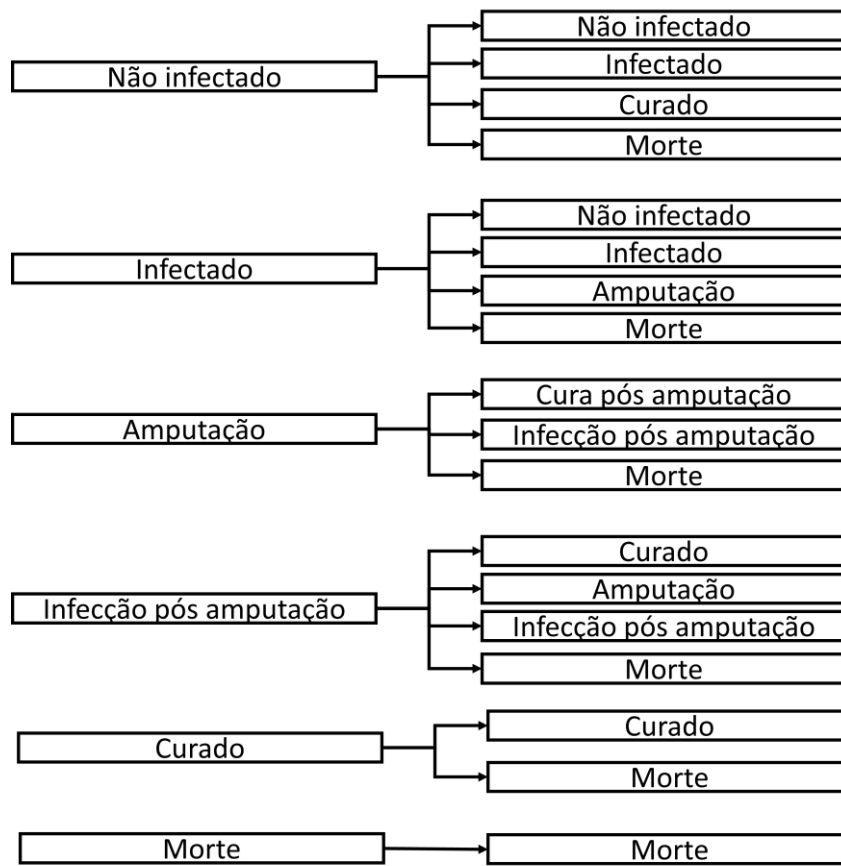 Não infectado
Não infectado
Infectado
Curado
Morte
Infectado
Não infectado
Infectado
Amputação
Morte
Amputação
Cura pós amputação
Infecção pós amputação
Morte
Infecção pós amputação
Curado
Amputação
Infecção pós amputação
Morte
Curado
Curado
Morte
Morte
Morte